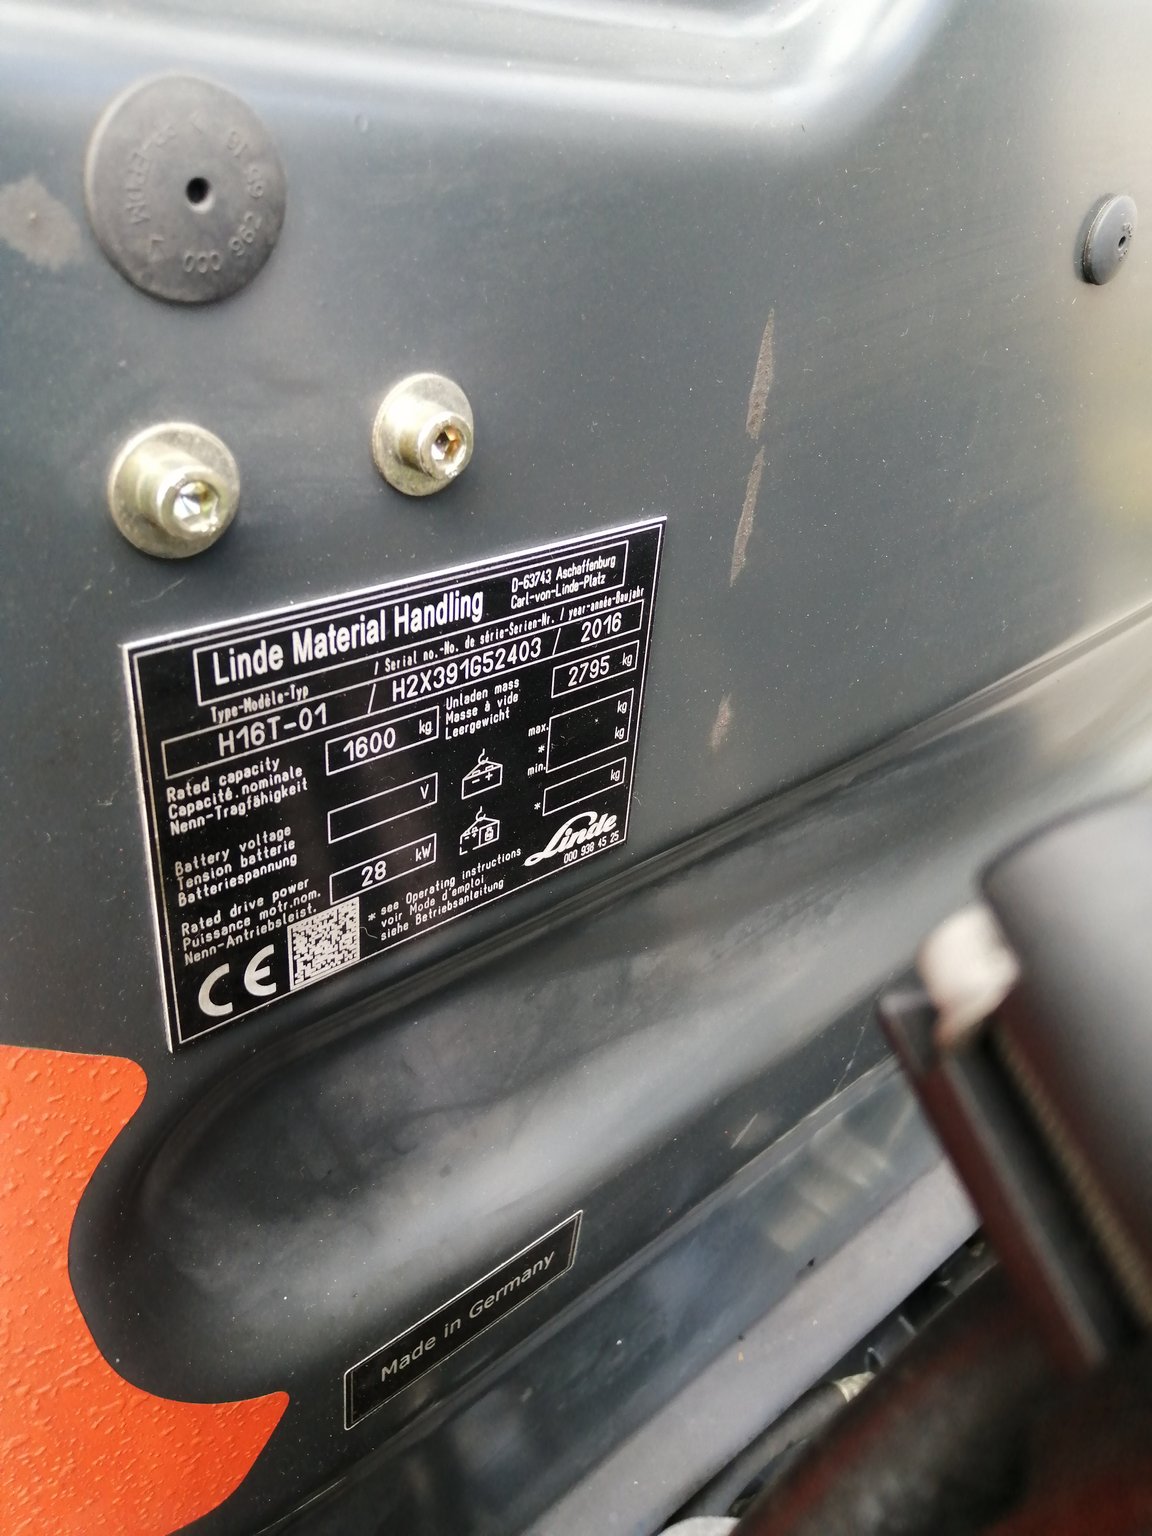 000 962 65 16
Linde Material Handling
D-63743 Aschaffenburg
Carl-von-Linde-Platz
Type-Modèle-Typ / Serial no.-No. de série-Serien-Nr. / year-année-Baujahr
H16T-01 / H2X391G52403 / 2016
Rated capacity
Capacité nominale
Nenn-Tragfähigkeit
1600 kg
Unladen mass
Masse à vide
Leergewicht
2795 kg
Battery voltage
Tension batterie
Batteriespannung
V
- +
max. kg
* kg
min. kg
*
Rated drive power
Puissance motr.nom.
Nenn-Antriebsleist.
28 kW
- +
* see Operating instructions
voir Mode d'emploi
siehe Betriebsanleitung
Linde
000 938 45 25
CE
Made in Germany